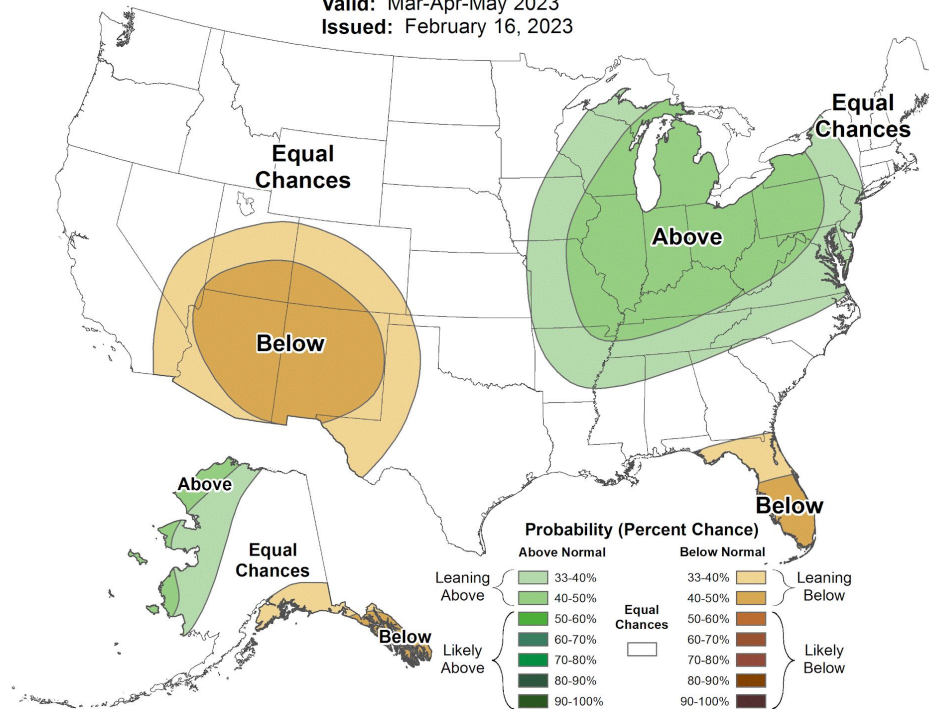 Valid: Mar-Apr-May 2023
Issued: February 16, 2023
Equal
Chances
Equal
Chances
Above
Below
Above
Equal
Chances
Below
Below
Probability (Percent Chance)
Above Normal
Below Normal
Leaning
Above
33-40%
40-50%
Likely
Above
50-60%
60-70%
70-80%
80-90%
90-100%
Equal
Chances
33-40%
40-50%
Leaning
Below
50-60%
60-70%
70-80%
80-90%
90-100%
Likely
Below